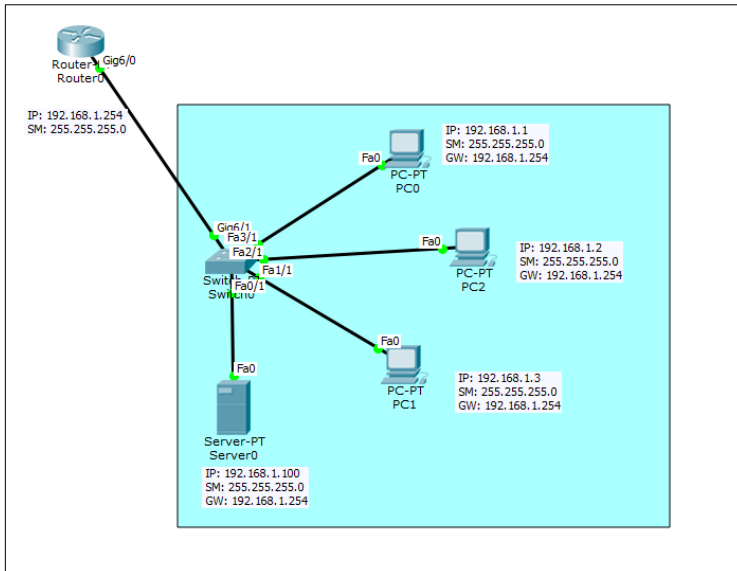 Gig6/0
Router-
Router0
IP: 192.168.1.254
SM: 255.255.255.0
Fa0
PC-PT
PC0
IP: 192.168.1.1
SM: 255.255.255.0
GW: 192.168.1.254
Gig6/1
Fa3/1
Fa2/1
Fa1/1
Fa0/1
Switch-PT
Switch0
Fa0
PC-PT
PC2
IP: 192.168.1.2
SM: 255.255.255.0
GW: 192.168.1.254
Fa0
PC-PT
PC1
IP: 192.168.1.3
SM: 255.255.255.0
GW: 192.168.1.254
Fa0
Server-PT
Server0
IP: 192.168.1.100
SM: 255.255.255.0
GW: 192.168.1.254